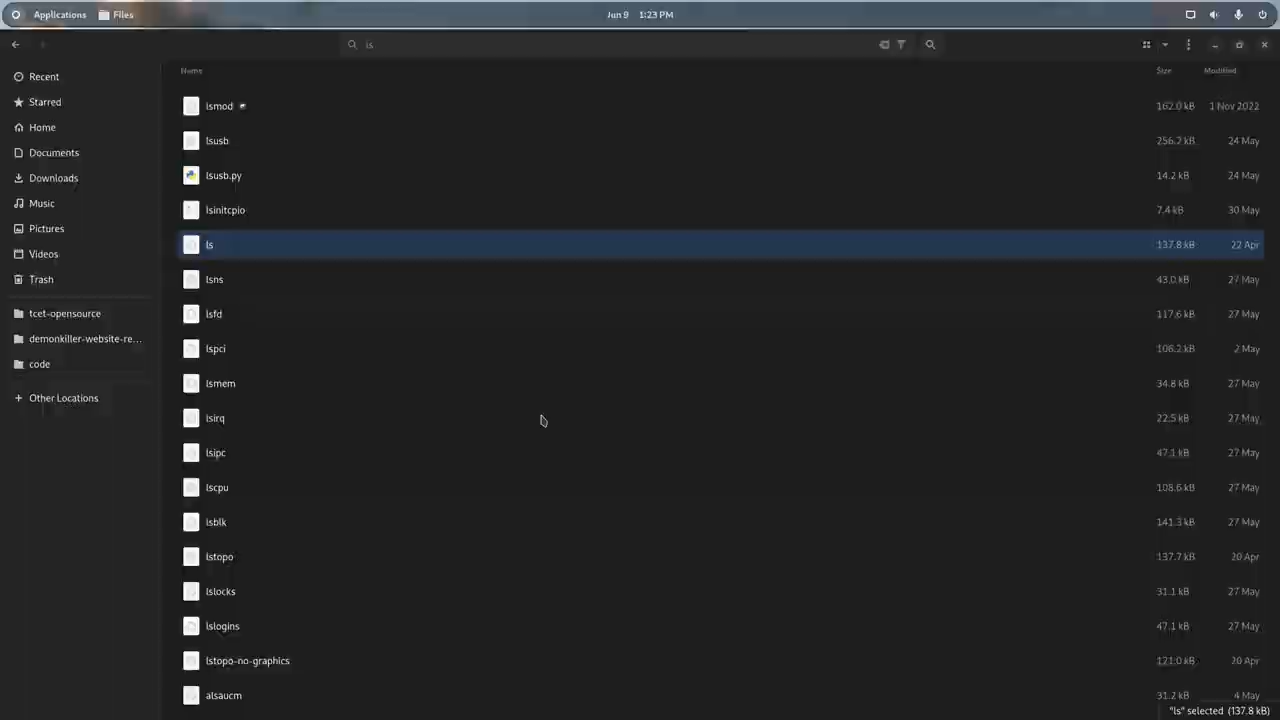 Applications Files Jun 9 1:23 PM
ls
Name Size Modified
Recent
Starred
Home
Documents
Downloads
Music
Pictures
Videos
Trash
tcet-opensource
demonkiller-website-re...
code
Other Locations
lsmod 162.0 kB 1 Nov 2022
lsusb 256.2 kB 24 May
lsusb.py 14.2 kB 24 May
lsinitcpio 7.4 kB 30 May
ls 137.8 kB 22 Apr
lsns 43.0 kB 27 May
lsfd 117.6 kB 27 May
lspci 106.2 kB 2 May
lsmem 34.8 kB 27 May
lsirq 22.5 kB 27 May
lsipc 47.1 kB 27 May
lscpu 108.6 kB 27 May
lsblk 141.3 kB 27 May
lstopo 137.7 kB 20 Apr
lslocks 31.1 kB 27 May
lslogins 47.1 kB 27 May
lstopo-no-graphics 121.0 kB 20 Apr
alsaucm 31.2 kB 4 May
"ls" selected (137.8 kB)